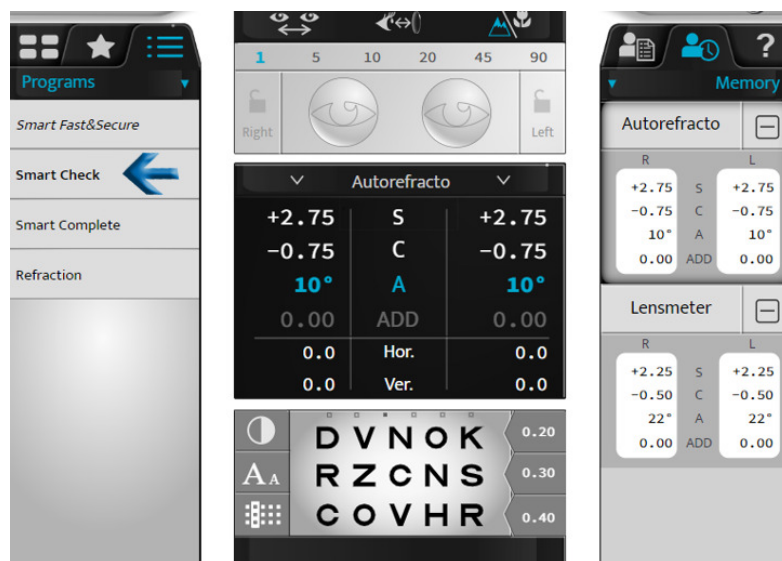 Programs
Smart Fast&Secure
Smart Check
Smart Complete
Refraction
1 5 10 20 45 90
Right Left
Autorefracto
+2.75 S +2.75
-0.75 C -0.75
10° A 10°
0.00 ADD 0.00
0.0 Hor. 0.0
0.0 Ver. 0.0
DVNOK 0.20
AA RZCNS 0.30
COVHR 0.40
?
Memory
Autorefracto
R L
+2.75 S +2.75
-0.75 C -0.75
10° A 10°
0.00 ADD 0.00
Lensmeter
R L
+2.25 S +2.25
-0.50 C -0.50
22° A 22°
0.00 ADD 0.00